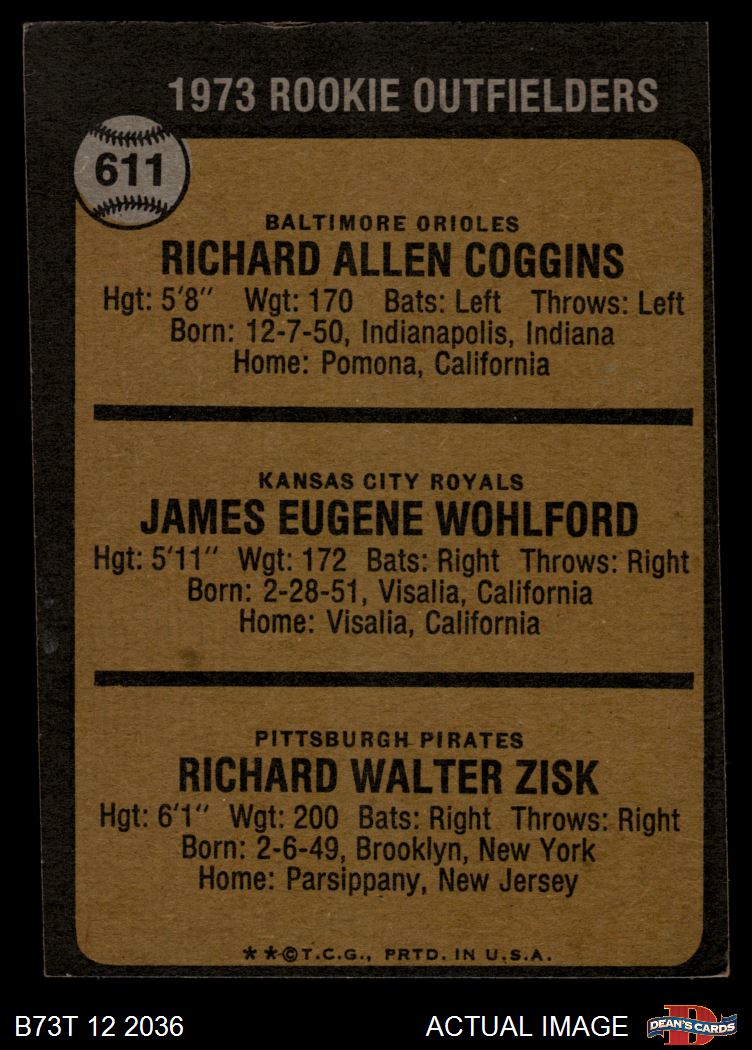 1973 ROOKIE OUTFIELDERS
611
BALTIMORE ORIOLES
RICHARD ALLEN COGGINS
Hgt: 5'8" Wgt: 170 Bats: Left Throws: Left
Born: 12-7-50, Indianapolis, Indiana
Home: Pomona, California
KANSAS CITY ROYALS
JAMES EUGENE WOHLFORD
Hgt: 5'11" Wgt: 172 Bats: Right Throws: Right
Born: 2-28-51, Visalia, California
Home: Visalia, California
PITTSBURGH PIRATES
RICHARD WALTER ZISK
Hgt: 6'1" Wgt: 200 Bats: Right Throws: Right
Born: 2-6-49, Brooklyn, New York
Home: Parsippany, New Jersey
**©T.C.G., PRTD. IN U.S.A.
B73T 12 2036 ACTUAL IMAGE D DEAN'S CARDS